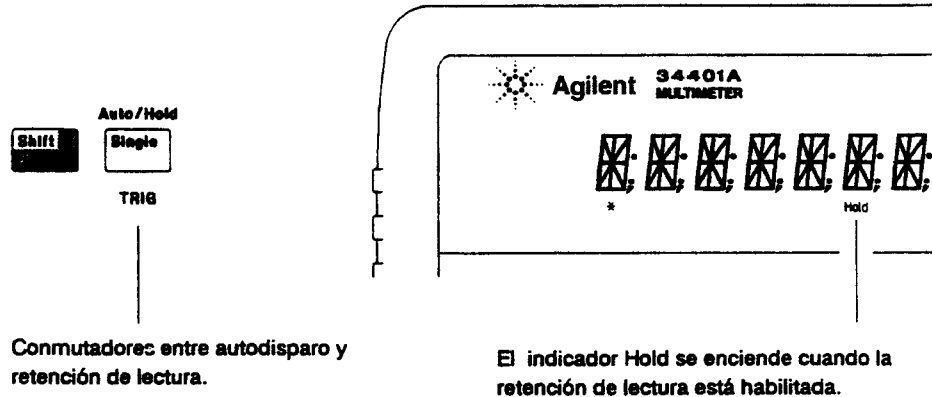 Agilent 34401A
MULTIMETER
Auto/Hold
Shift Single
TRIG
*
Hold
Conmutadores entre autodisparo y
retención de lectura.
El indicador Hold se enciende cuando la
retención de lectura está habilitada.